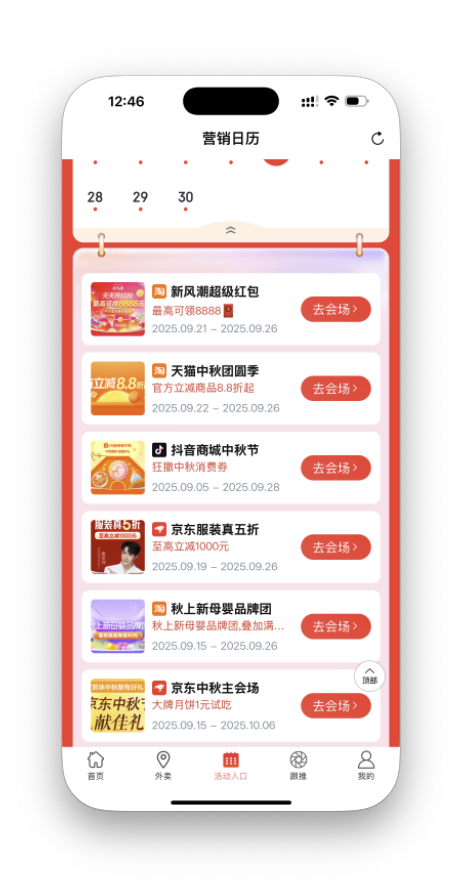 12:46
营销日历
28 29 30
新风潮超级红包
最高可领8888🧧
去会场
2025.09.21 - 2025.09.26
立减8.8折
天猫中秋团圆季
官方立减商品8.8折起
去会场
2025.09.22 - 2025.09.26
抖音商城中秋节
狂撒中秋消费券
去会场
2025.09.05 - 2025.09.28
服装真5折
至高立减1000元
京东服装真五折
至高立减1000元
去会场
2025.09.19 - 2025.09.26
秋上新母婴品牌团
秋上新母婴品牌团,叠加满...
去会场
2025.09.15 - 2025.09.26
京东中秋
献佳礼
京东中秋主会场
大牌月饼1元试吃
去会场
2025.09.15 - 2025.10.06
顶部
首页 外卖 活动入口 跟推 我的